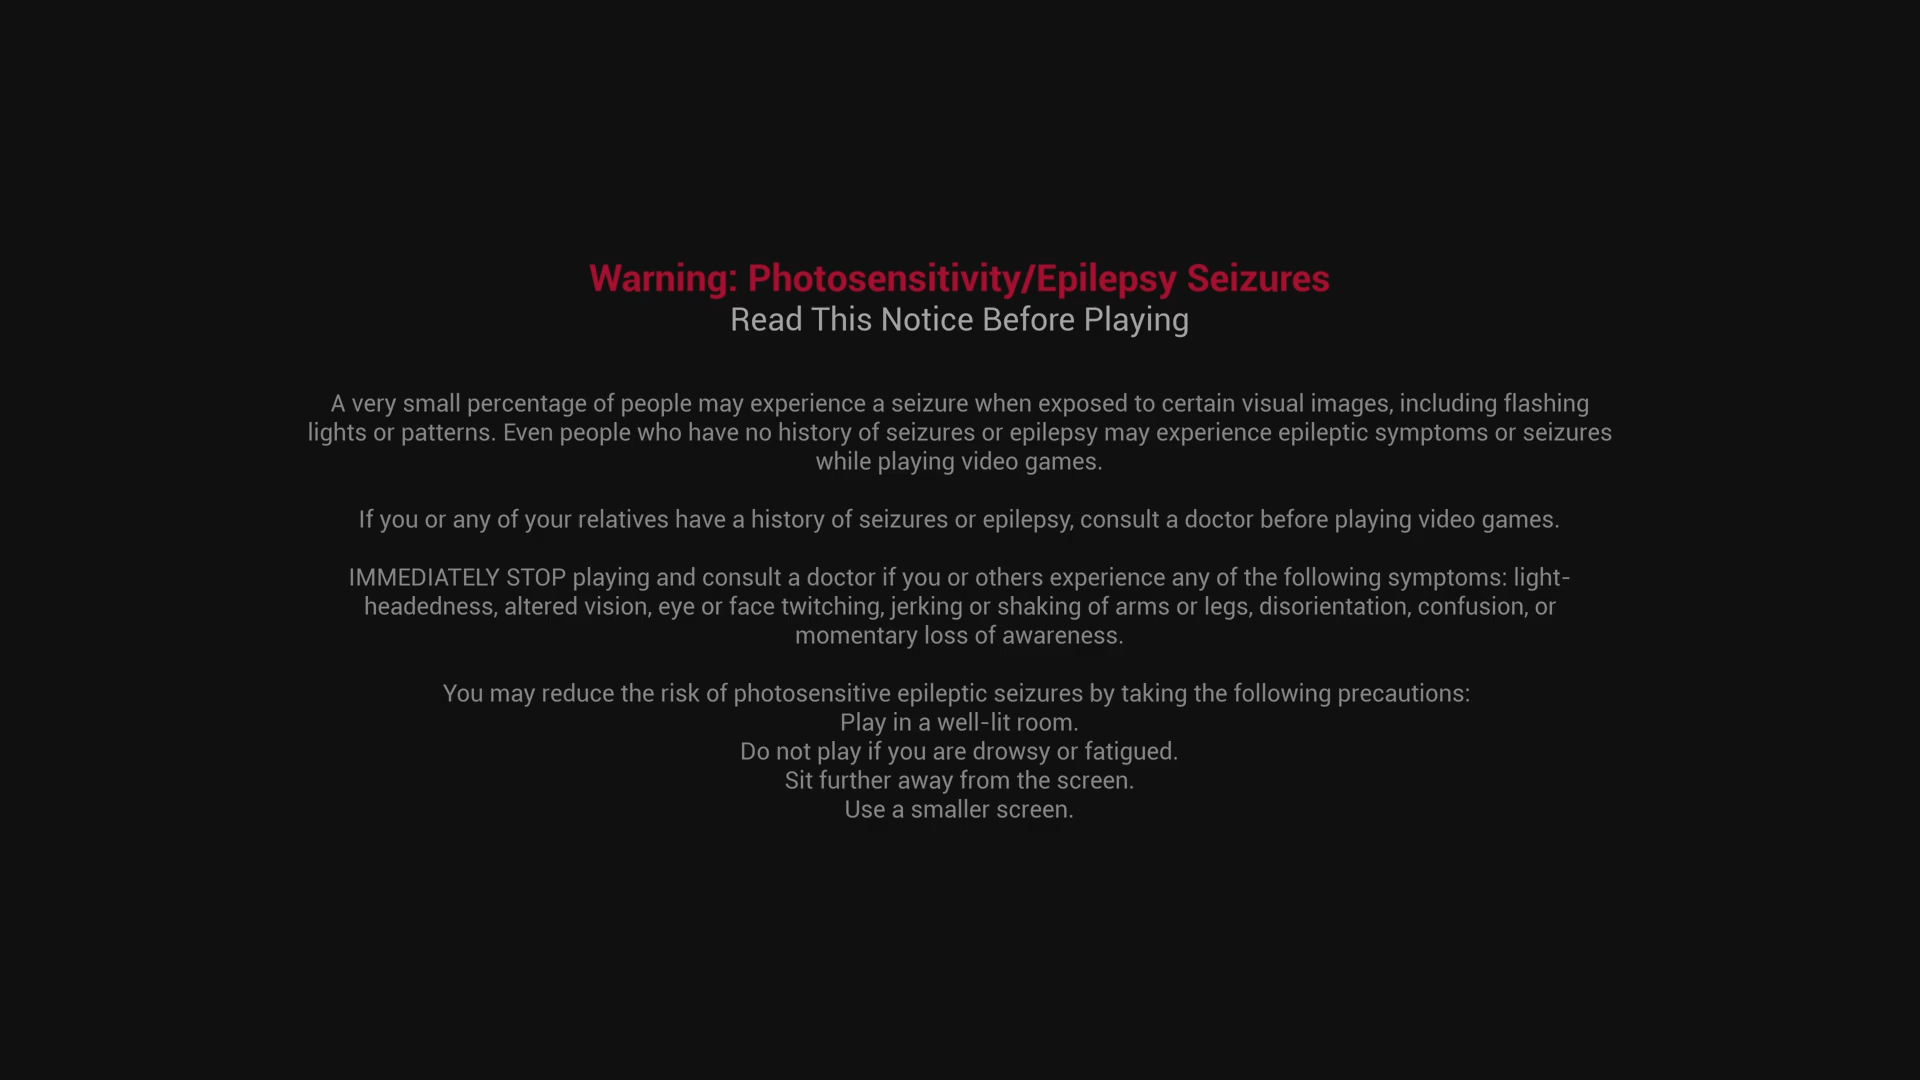 Warning: Photosensitivity/Epilepsy Seizures
Read This Notice Before Playing
A very small percentage of people may experience a seizure when exposed to certain visual images, including flashing
lights or patterns. Even people who have no history of seizures or epilepsy may experience epileptic symptoms or seizures
while playing video games.
If you or any of your relatives have a history of seizures or epilepsy, consult a doctor before playing video games.
IMMEDIATELY STOP playing and consult a doctor if you or others experience any of the following symptoms: light-
headedness, altered vision, eye or face twitching, jerking or shaking of arms or legs, disorientation, confusion, or
momentary loss of awareness.
You may reduce the risk of photosensitive epileptic seizures by taking the following precautions:
Play in a well-lit room.
Do not play if you are drowsy or fatigued.
Sit further away from the screen.
Use a smaller screen.